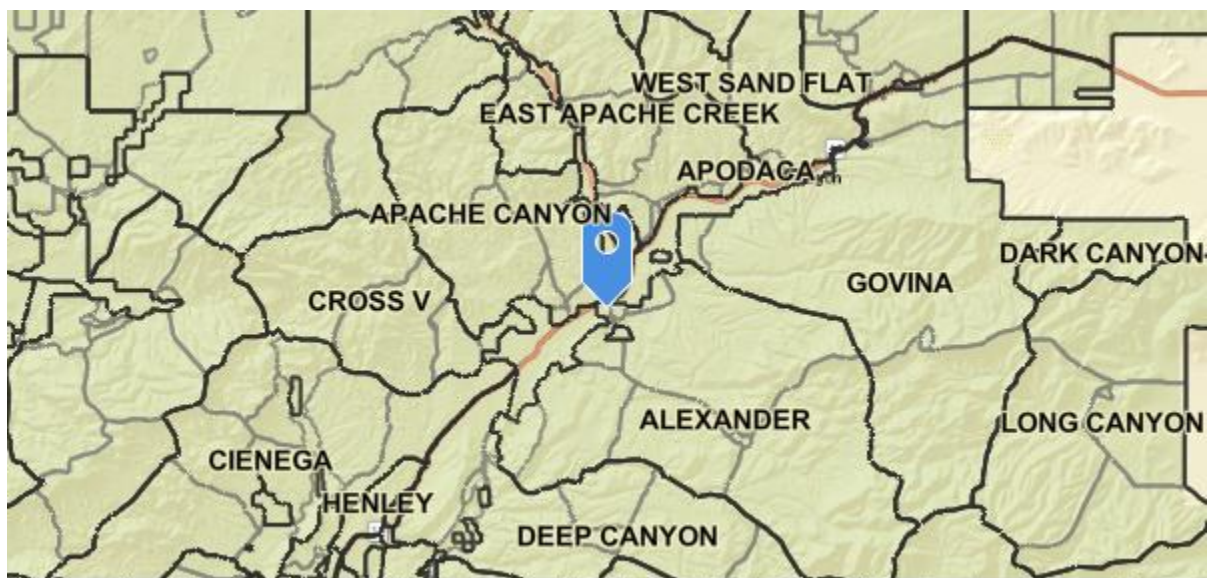 WEST SAND FLAT
EAST APACHE CREEK
APODACA
APACHE CANYON
DARK CANYON
GOVINA
CROSS V
ALEXANDER
LONG CANYON
CIENEGA
HENLEY
DEEP CANYON